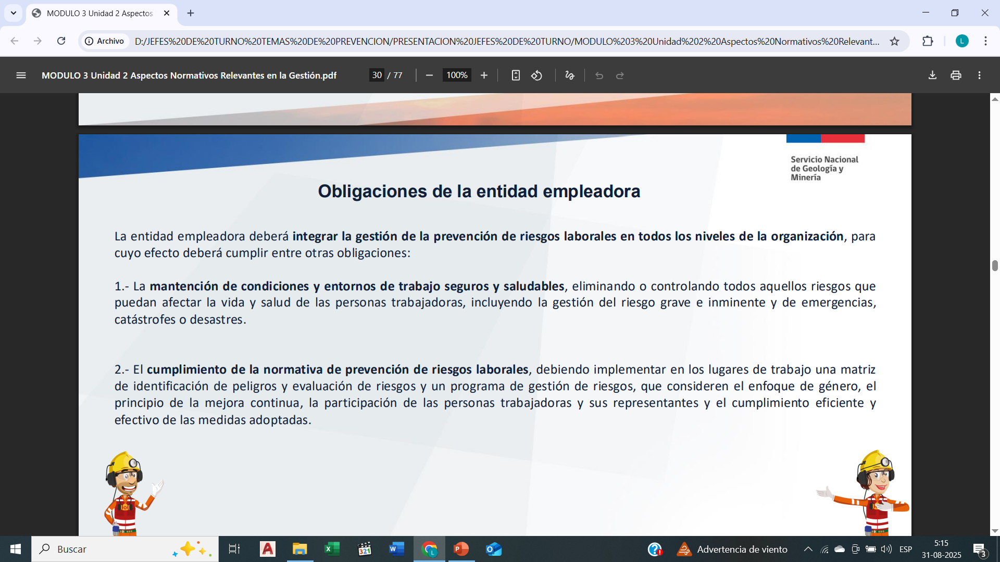 MODULO 3 Unidad 2 Aspectos
Archivo
D:/JEFES%20DE%20TURNO%20TEMAS%20DE%20PREVENCION/PRESENTACION%20JEFES%20DE%20TURNO/MODULO%203%20Unidad%202%20Aspectos%20Normativos%20Relevant...
L
MODULO 3 Unidad 2 Aspectos Normativos Relevantes en la Gestión.pdf
30 / 77
100%
Servicio Nacional
de Geología y
Minería
Obligaciones de la entidad empleadora
La entidad empleadora deberá integrar la gestión de la prevención de riesgos laborales en todos los niveles de la organización, para
cuyo efecto deberá cumplir entre otras obligaciones:
1.- La mantención de condiciones y entornos de trabajo seguros y saludables, eliminando o controlando todos aquellos riesgos que
puedan afectar la vida y salud de las personas trabajadoras, incluyendo la gestión del riesgo grave e inminente y de emergencias,
catástrofes o desastres.
2.- El cumplimiento de la normativa de prevención de riesgos laborales, debiendo implementar en los lugares de trabajo una matriz
de identificación de peligros y evaluación de riesgos y un programa de gestión de riesgos, que consideren el enfoque de género, el
principio de la mejora continua, la participación de las personas trabajadoras y sus representantes y el cumplimiento eficiente y
efectivo de las medidas adoptadas.
Buscar
321
Advertencia de viento
ESP
5:15
31-08-2025
3